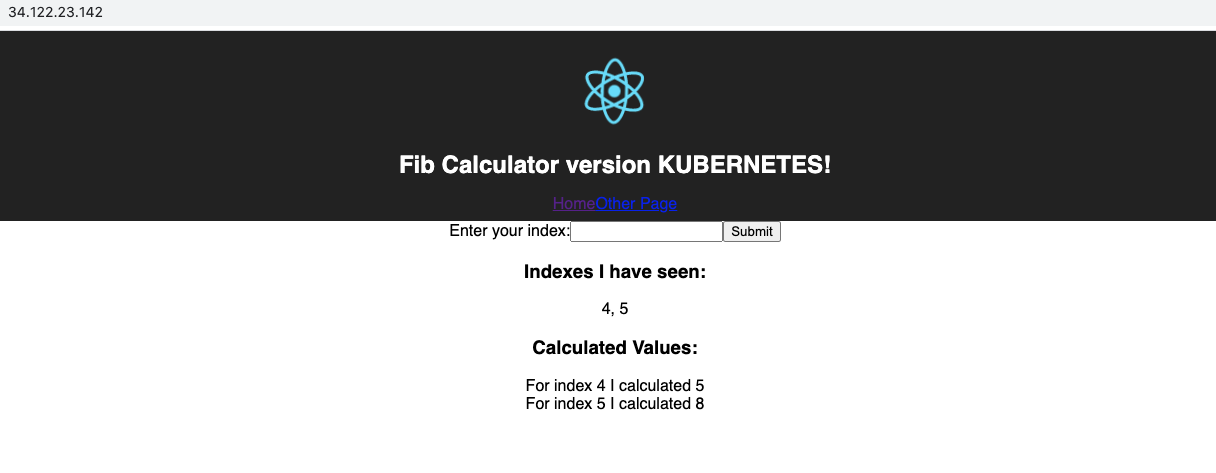 34.122.23.142
Fib Calculator version KUBERNETES!
HomeOther Page
Enter your index: Submit
Indexes I have seen:
4, 5
Calculated Values:
For index 4 I calculated 5
For index 5 I calculated 8